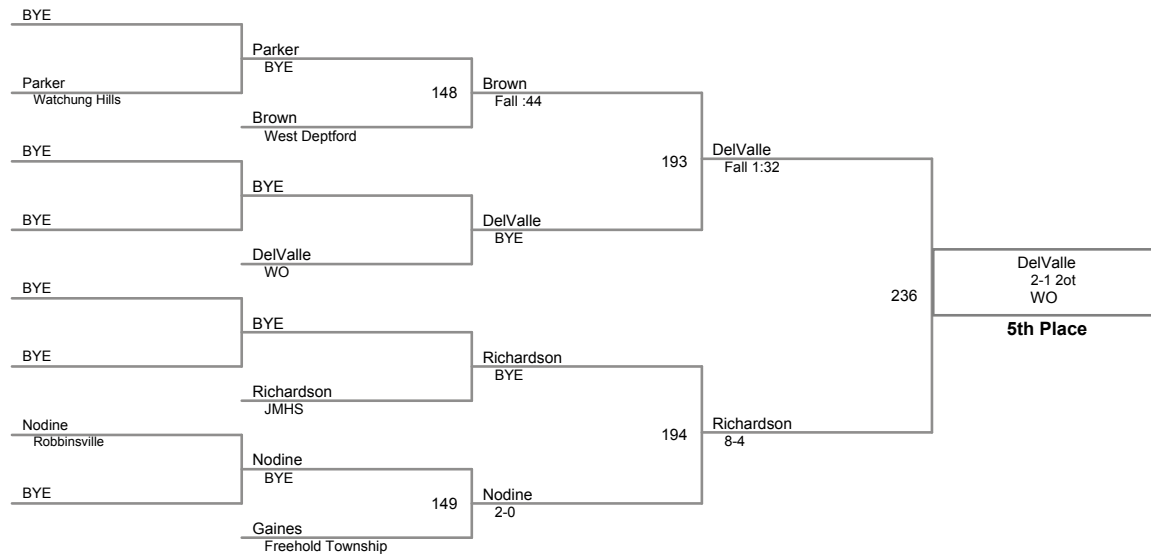 BYE
Parker
BYE
Parker
Watchung Hills
148
Brown
Fall :44
Brown
West Deptford
BYE
193
DelValle
Fall 1:32
BYE
BYE
DelValle
BYE
DelValle
WO
236
DelValle
2-1 2ot
WO
5th Place
BYE
BYE
BYE
Richardson
BYE
Richardson
JMHS
194
Richardson
8-4
Nodine
Robbinsville
Nodine
BYE
BYE
149
Nodine
2-0
Gaines
Freehold Township